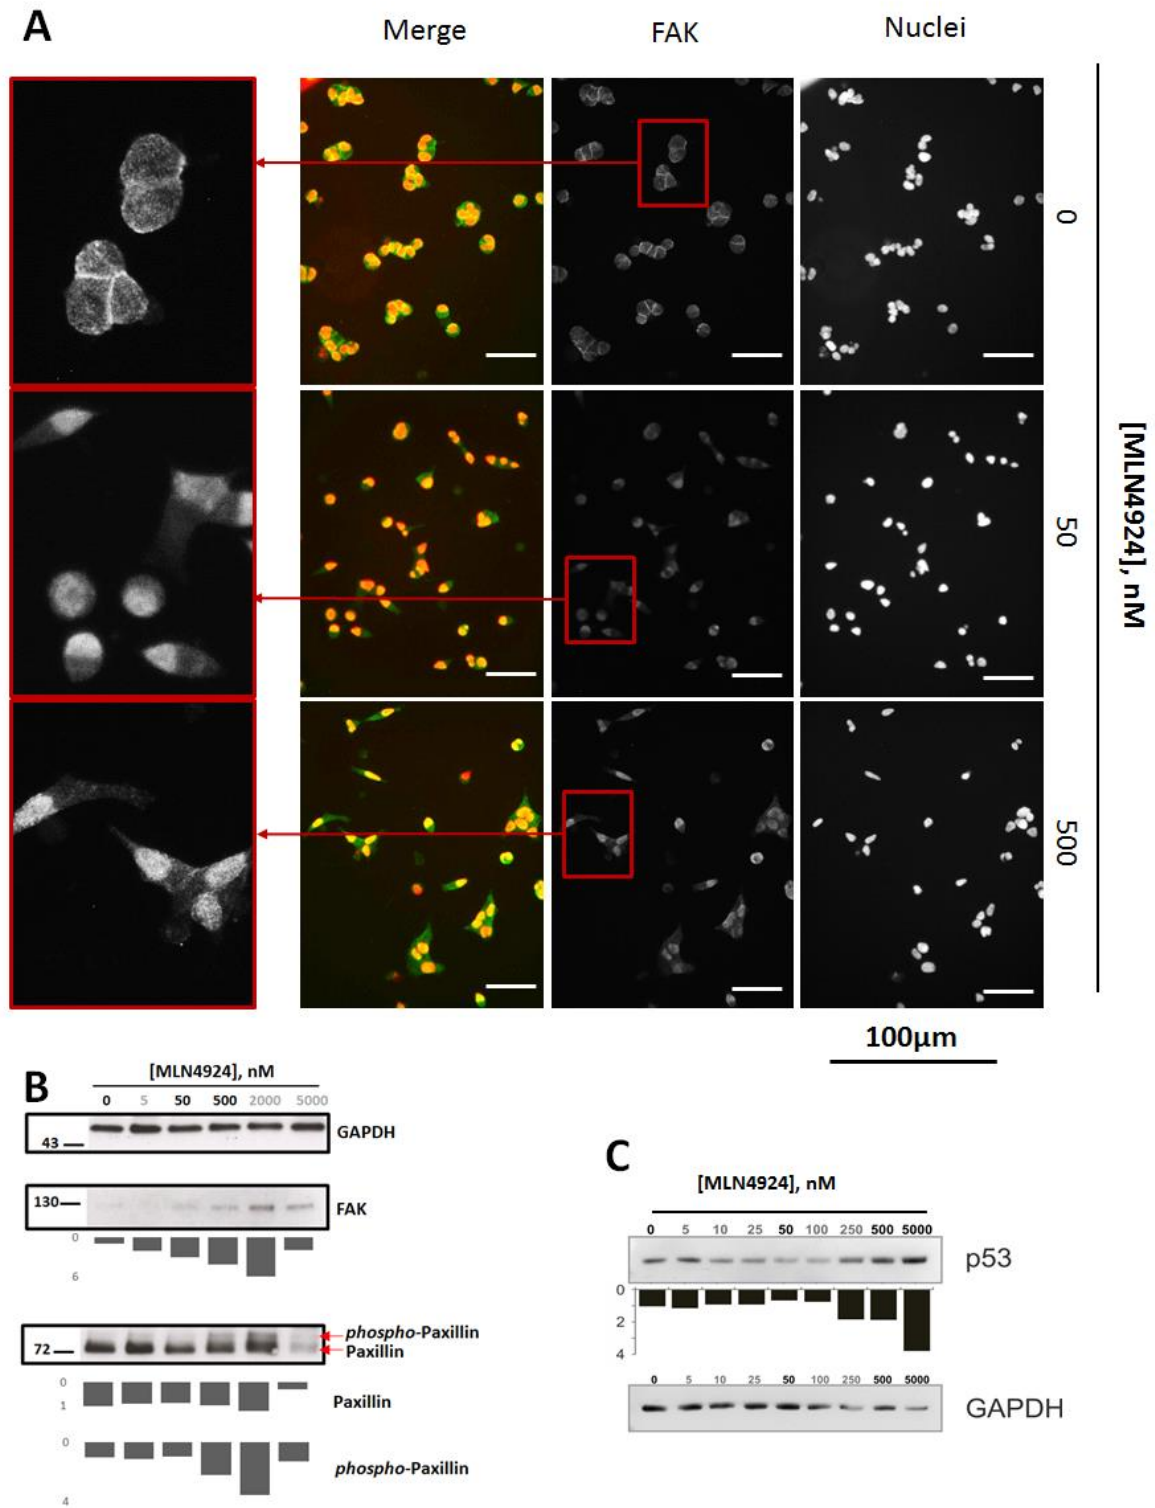 A
Merge FAK Nuclei
0
50
500
[MLN4924], nM
100µm
B
[MLN4924], nM
0 5 50 500 2000 5000
43
GAPDH
130
FAK
0
6
phospho-Paxillin
72
Paxillin
0
1
Paxillin
0
phospho-Paxillin
4
C
[MLN4924], nM
0 5 10 25 50 100 250 500 5000
p53
0
2
4
0 5 10 25 50 100 250 500 5000
GAPDH